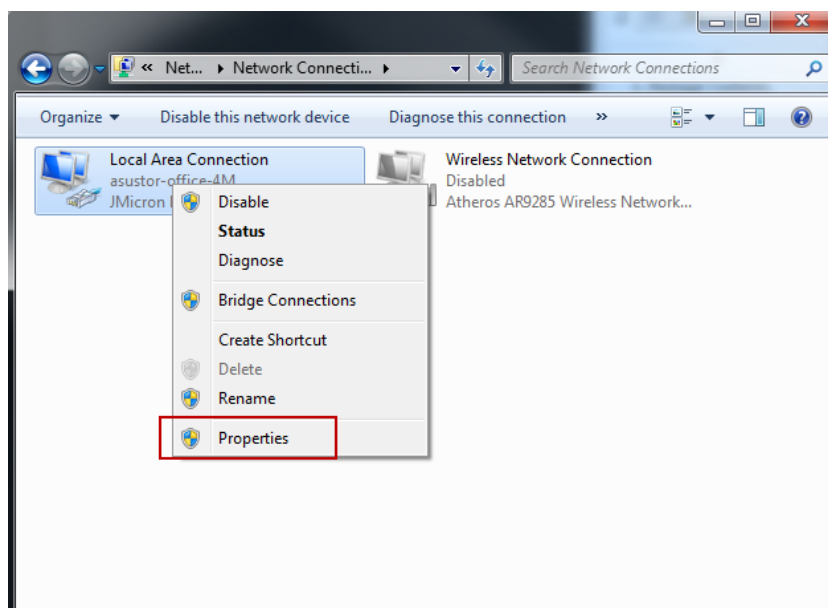 « Net... Network Connecti... Search Network Connections
Organize Disable this network device Diagnose this connection »
Local Area Connection
asustor-office-4M
JMicron
Wireless Network Connection
Disabled
Atheros AR9285 Wireless Network...
Disable
Status
Diagnose
Bridge Connections
Create Shortcut
Delete
Rename
Properties